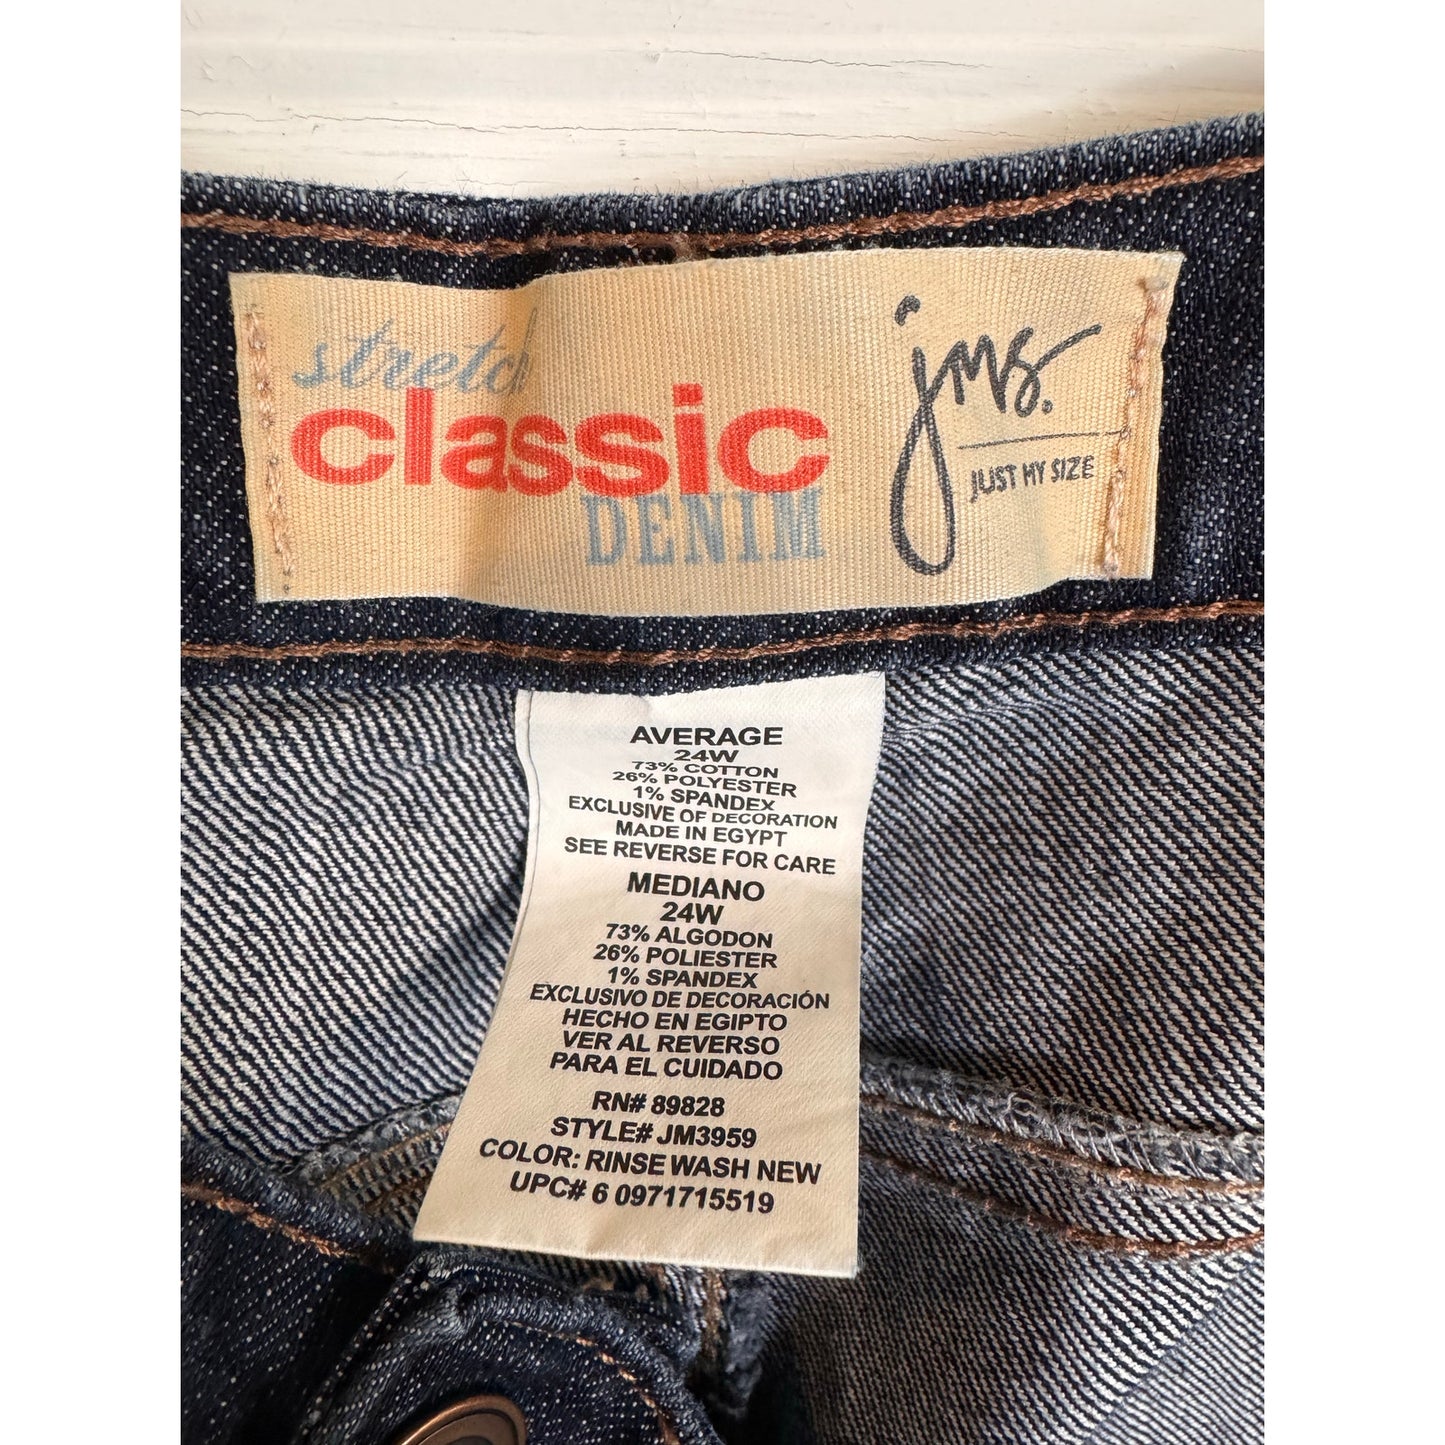 stretch
classic
DENIM
jms.
JUST MY SIZE
AVERAGE
24W
73% COTTON
26% POLYESTER
1% SPANDEX
EXCLUSIVE OF DECORATION
MADE IN EGYPT
SEE REVERSE FOR CARE
MEDIANO
24W
73% ALGODON
26% POLIESTER
1% SPANDEX
EXCLUSIVO DE DECORACIÓN
HECHO EN EGIPTO
VER AL REVERSO
PARA EL CUIDADO
RN# 89828
STYLE# JM3959
COLOR: RINSE WASH NEW
UPC# 6 0971715519